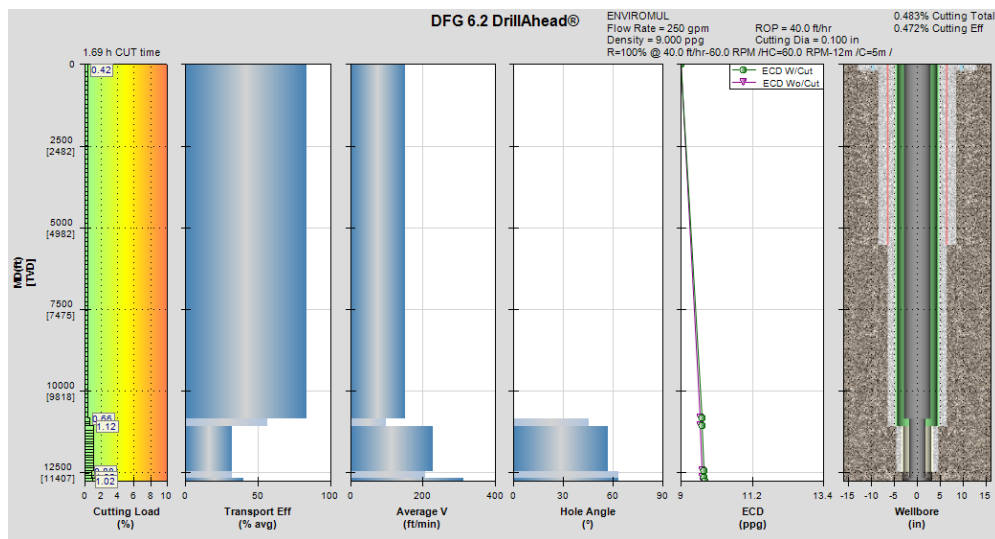 DFG 6.2 DrillAhead®
ENVIROMUL
Flow Rate = 250 gpm
ROP = 40.0 ft/hr
Density = 9.000 ppg
Cutting Dia = 0.100 in
R=100% @ 40.0 ft/hr-60.0 RPM /HC=60.0 RPM-12m /C=5m /
0.483% Cutting Total
0.472% Cutting Eff
1.69 h CUT time
MD(ft)
[TVD]
0
2500
[2482]
5000
[4982]
7500
[7475]
10000
[9818]
12500
[11407]
0.42
0.66
1.12
1.02
0 2 4 6 8 10
Cutting Load
(%)
0 50 100
Transport Eff
(% avg)
0 200 400
Average V
(ft/min)
0 30 60 90
Hole Angle
(°)
ECD W/Cut
ECD Wo/Cut
9 11.2 13.4
ECD
(ppg)
-15 -10 -5 0 5 10 15
Wellbore
(in)